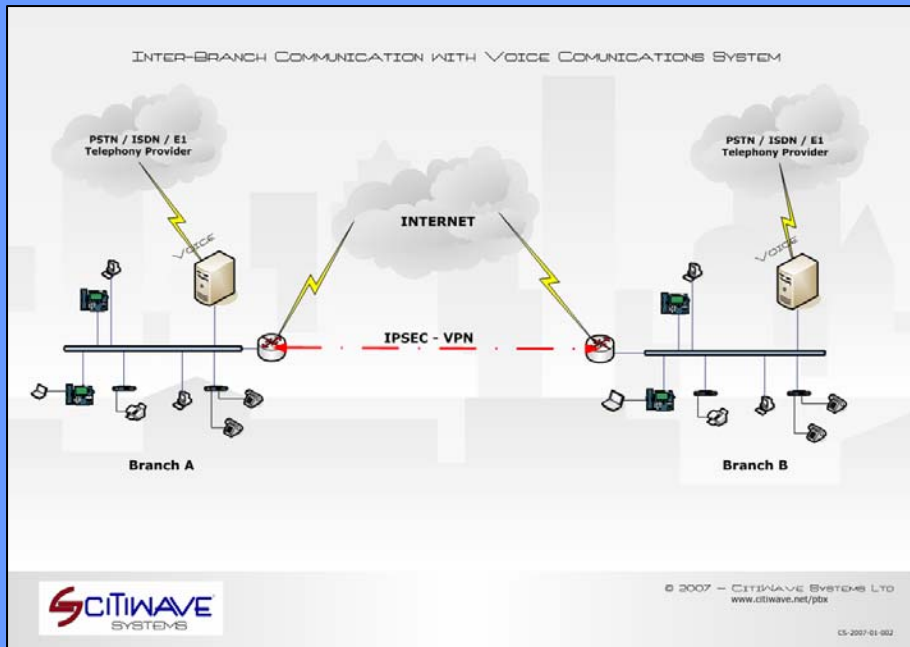 Inter-Branch Communication with Voice Comunications System
PSTN / ISDN / E1
Telephony Provider
PSTN / ISDN / E1
Telephony Provider
INTERNET
VOICE
VOICE
IPSEC - VPN
Branch A
Branch B
CITIWAVE
SYSTEMS
© 2007 – CitiWave Systems Ltd
www.citiwave.net/pbx
CS-2007-01-002